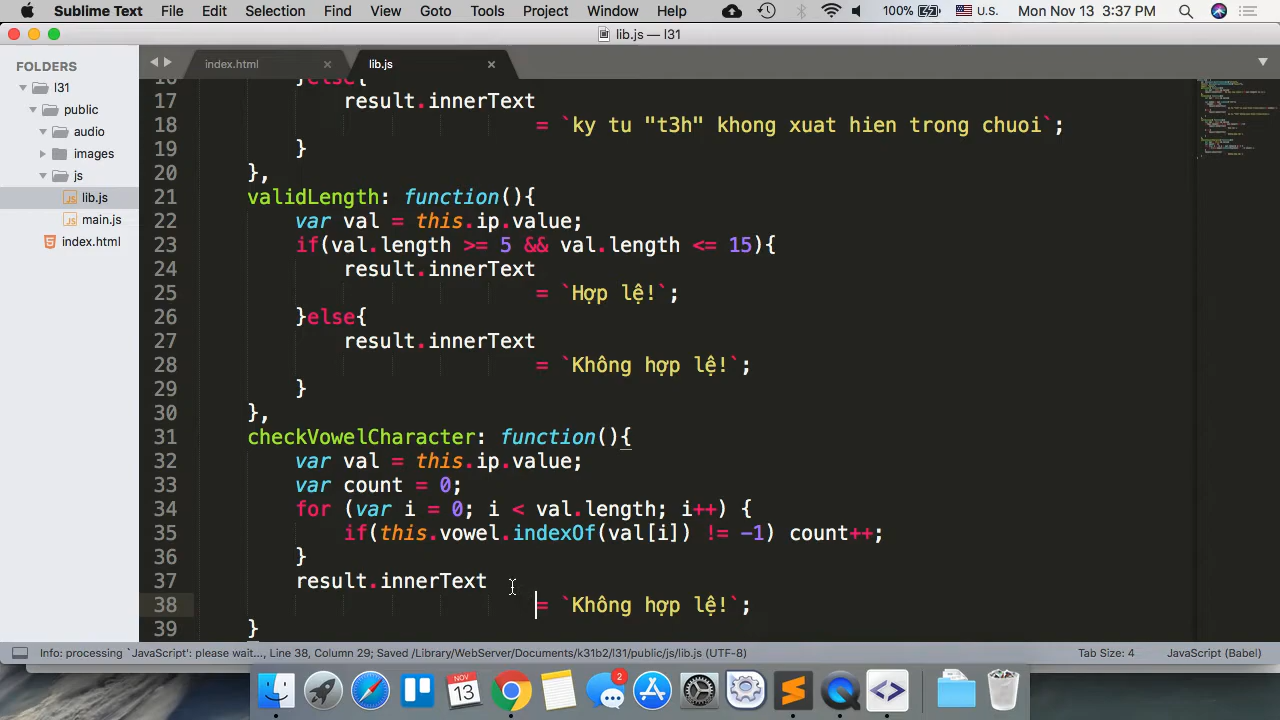 Sublime Text File Edit Selection Find View Goto Tools Project Window Help 100% U.S. Mon Nov 13 3:37 PM
lib.js — l31
FOLDERS
l31
public
audio
images
js
lib.js
main.js
index.html
index.html × lib.js ×
}else{
17 result.innerText
18 = `ky tu "t3h" khong xuat hien trong chuoi`;
19 }
20 },
21 validLength: function(){
22 var val = this.ip.value;
23 if(val.length >= 5 && val.length <= 15){
24 result.innerText
25 = `Hợp lệ!`;
26 }else{
27 result.innerText
28 = `Không hợp lệ!`;
29 }
30 },
31 checkVowelCharacter: function(){
32 var val = this.ip.value;
33 var count = 0;
34 for (var i = 0; i < val.length; i++) {
35 if(this.vowel.indexOf(val[i]) != -1) count++;
36 }
37 result.innerText
38 = `Không hợp lệ!`;
39 }
Info: processing `JavaScript': please wait..., Line 38, Column 29; Saved /Library/WebServer/Documents/k31b2/l31/public/js/lib.js (UTF-8) Tab Size: 4 JavaScript (Babel)
NOV
13
2